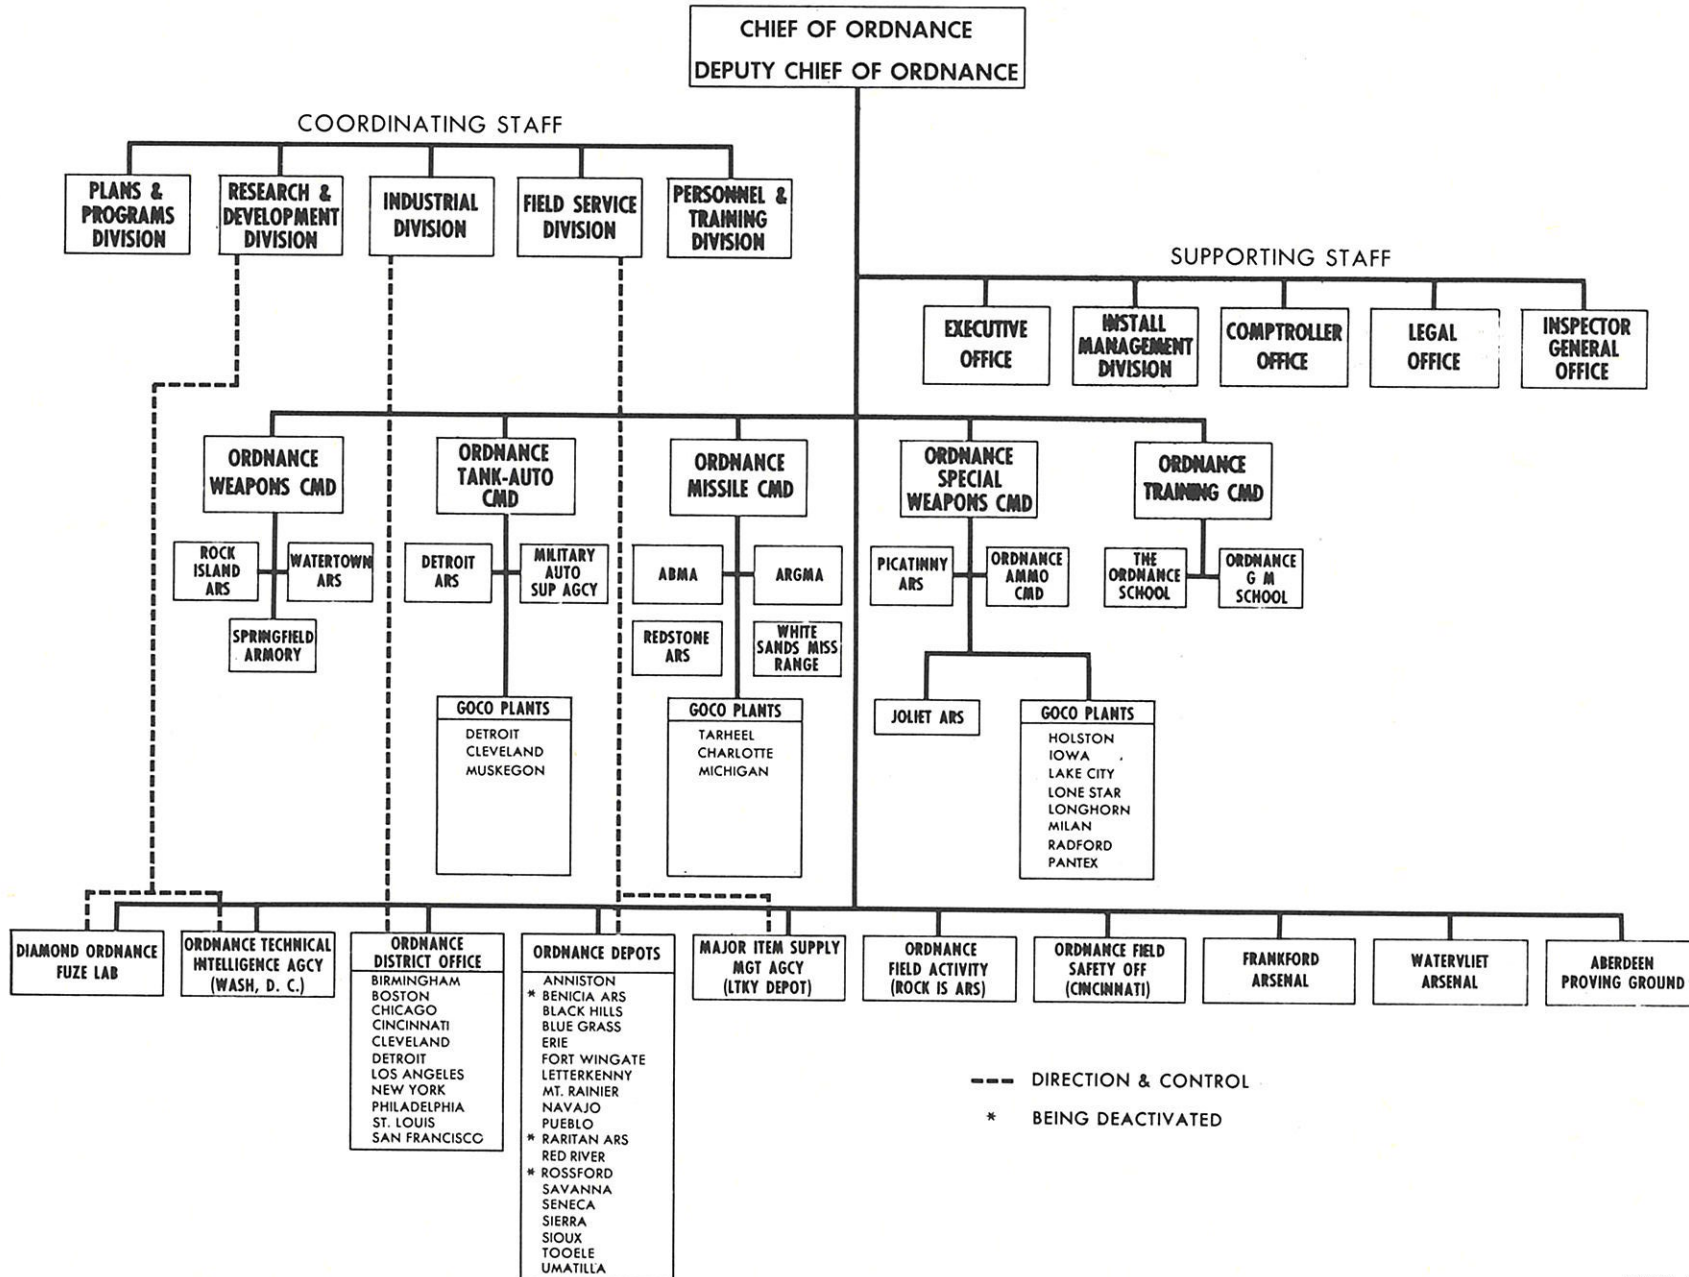 CHIEF OF ORDNANCE
DEPUTY CHIEF OF ORDNANCE
COORDINATING STAFF
PLANS &
PROGRAMS
DIVISION
RESEARCH &
DEVELOPMENT
DIVISION
INDUSTRIAL
DIVISION
FIELD SERVICE
DIVISION
PERSONNEL &
TRAINING
DIVISION
SUPPORTING STAFF
EXECUTIVE
OFFICE
INSTALL
MANAGEMENT
DIVISION
COMPTROLLER
OFFICE
LEGAL
OFFICE
INSPECTOR
GENERAL
OFFICE
ORDNANCE
WEAPONS CMD
ORDNANCE
TANK-AUTO
CMD
ORDNANCE
MISSILE CMD
ORDNANCE
SPECIAL
WEAPONS CMD
ORDNANCE
TRAINING CMD
ROCK
ISLAND
ARS
WATERTOWN
ARS
SPRINGFIELD
ARMORY
DETROIT
ARS
MILITARY
AUTO
SUP AGCY
ABMA
ARGMA
REDSTONE
ARS
WHITE
SANDS MISS
RANGE
PICATINNY
ARS
ORDNANCE
AMMO
CMD
THE
ORDNANCE
SCHOOL
ORDNANCE
G M
SCHOOL
GOCO PLANTS
DETROIT
CLEVELAND
MUSKEGON
GOCO PLANTS
TARHEEL
CHARLOTTE
MICHIGAN
JOLIET ARS
GOCO PLANTS
HOLSTON
IOWA
LAKE CITY
LONE STAR
LONGHORN
MILAN
RADFORD
PANTEX
DIAMOND ORDNANCE
FUZE LAB
ORDNANCE TECHNICAL
INTELLIGENCE AGCY
(WASH, D. C.)
ORDNANCE
DISTRICT OFFICE
BIRMINGHAM
BOSTON
CHICAGO
CINCINNATI
CLEVELAND
DETROIT
LOS ANGELES
NEW YORK
PHILADELPHIA
ST. LOUIS
SAN FRANCISCO
ORDNANCE DEPOTS
ANNISTON
* BENICIA ARS
BLACK HILLS
BLUE GRASS
ERIE
FORT WINGATE
LETTERKENNY
MT. RAINIER
NAVAJO
PUEBLO
* RARITAN ARS
RED RIVER
* ROSSFORD
SAVANNA
SENECA
SIERRA
SIOUX
TOOELE
UMATILLA
MAJOR ITEM SUPPLY
MGT AGCY
(LTKY DEPOT)
ORDNANCE
FIELD ACTIVITY
(ROCK IS ARS)
ORDNANCE FIELD
SAFETY OFF
(CINCINNATI)
FRANKFORD
ARSENAL
WATERVLIET
ARSENAL
ABERDEEN
PROVING GROUND
DIRECTION & CONTROL
* BEING DEACTIVATED